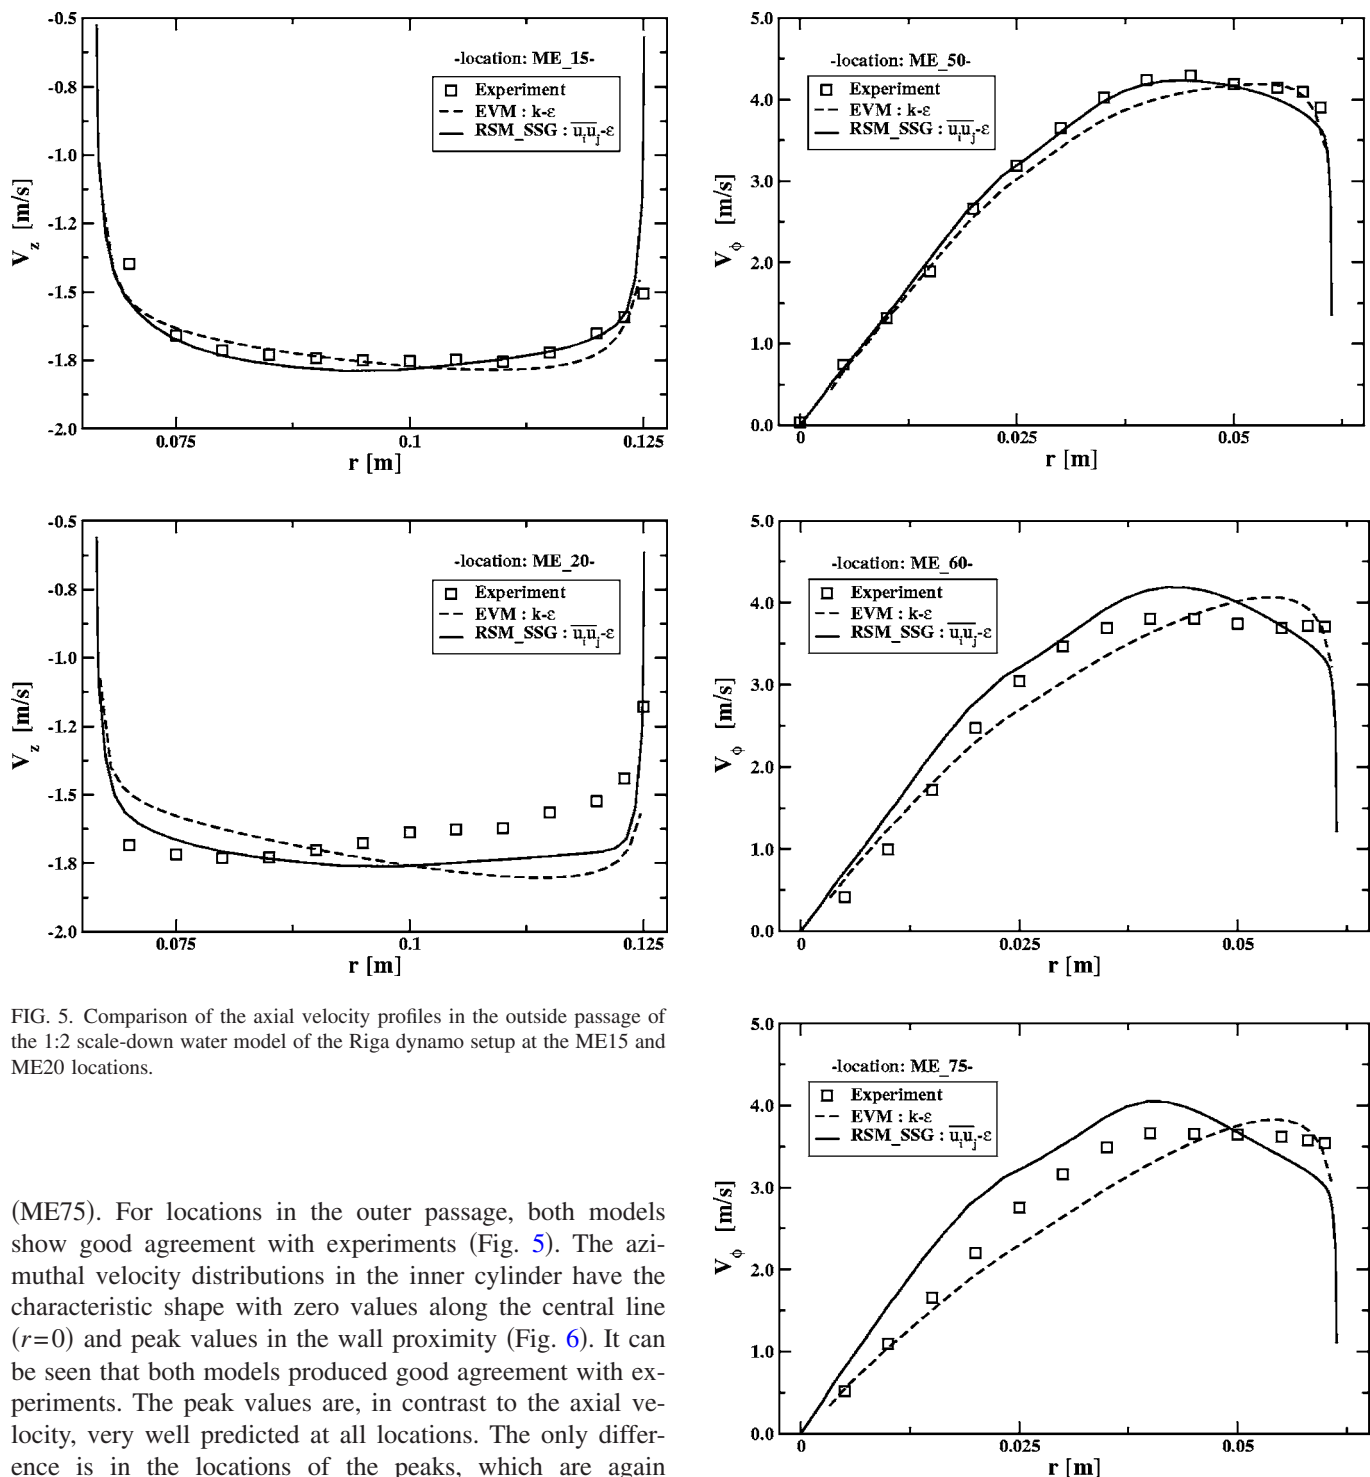 -0.5
-0.8
-1.0
-1.2
-1.5
-1.8
-2.0
V_z [m/s]
-location: ME_15-
Experiment
EVM : k-ε
RSM_SSG : u_iu_j-ε
0.075
0.1
0.125
r [m]
-0.5
-0.8
-1.0
-1.2
-1.5
-1.8
-2.0
V_z [m/s]
-location: ME_20-
Experiment
EVM : k-ε
RSM_SSG : u_iu_j-ε
0.075
0.1
0.125
r [m]
FIG. 5. Comparison of the axial velocity profiles in the outside passage of
the 1:2 scale-down water model of the Riga dynamo setup at the ME15 and
ME20 locations.
(ME75). For locations in the outer passage, both models
show good agreement with experiments (Fig. 5). The azi-
muthal velocity distributions in the inner cylinder have the
characteristic shape with zero values along the central line
(r=0) and peak values in the wall proximity (Fig. 6). It can
be seen that both models produced good agreement with ex-
periments. The peak values are, in contrast to the axial ve-
locity, very well predicted at all locations. The only differ-
ence is in the locations of the peaks, which are again
5.0
4.0
3.0
2.0
1.0
0.0
V_ϕ [m/s]
-location: ME_50-
Experiment
EVM : k-ε
RSM_SSG : u_iu_j-ε
0
0.025
0.05
r [m]
5.0
4.0
3.0
2.0
1.0
0.0
V_ϕ [m/s]
-location: ME_60-
Experiment
EVM : k-ε
RSM_SSG : u_iu_j-ε
0
0.025
0.05
r [m]
5.0
4.0
3.0
2.0
1.0
0.0
V_ϕ [m/s]
-location: ME_75-
Experiment
EVM : k-ε
RSM_SSG : u_iu_j-ε
0
0.025
0.05
r [m]